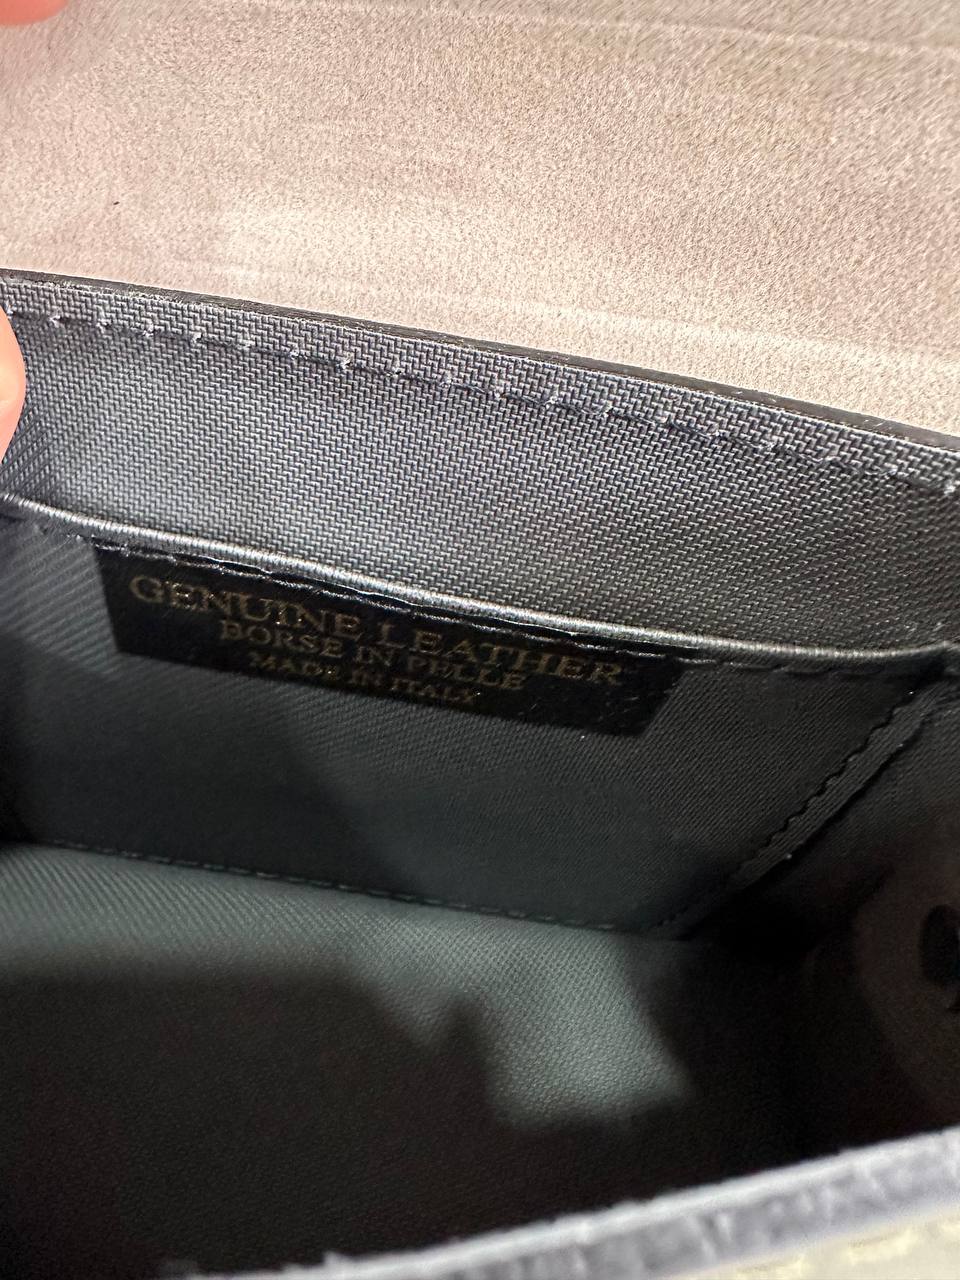 GENUINE LEATHER
BORSE IN PELLE
MADE IN ITALY